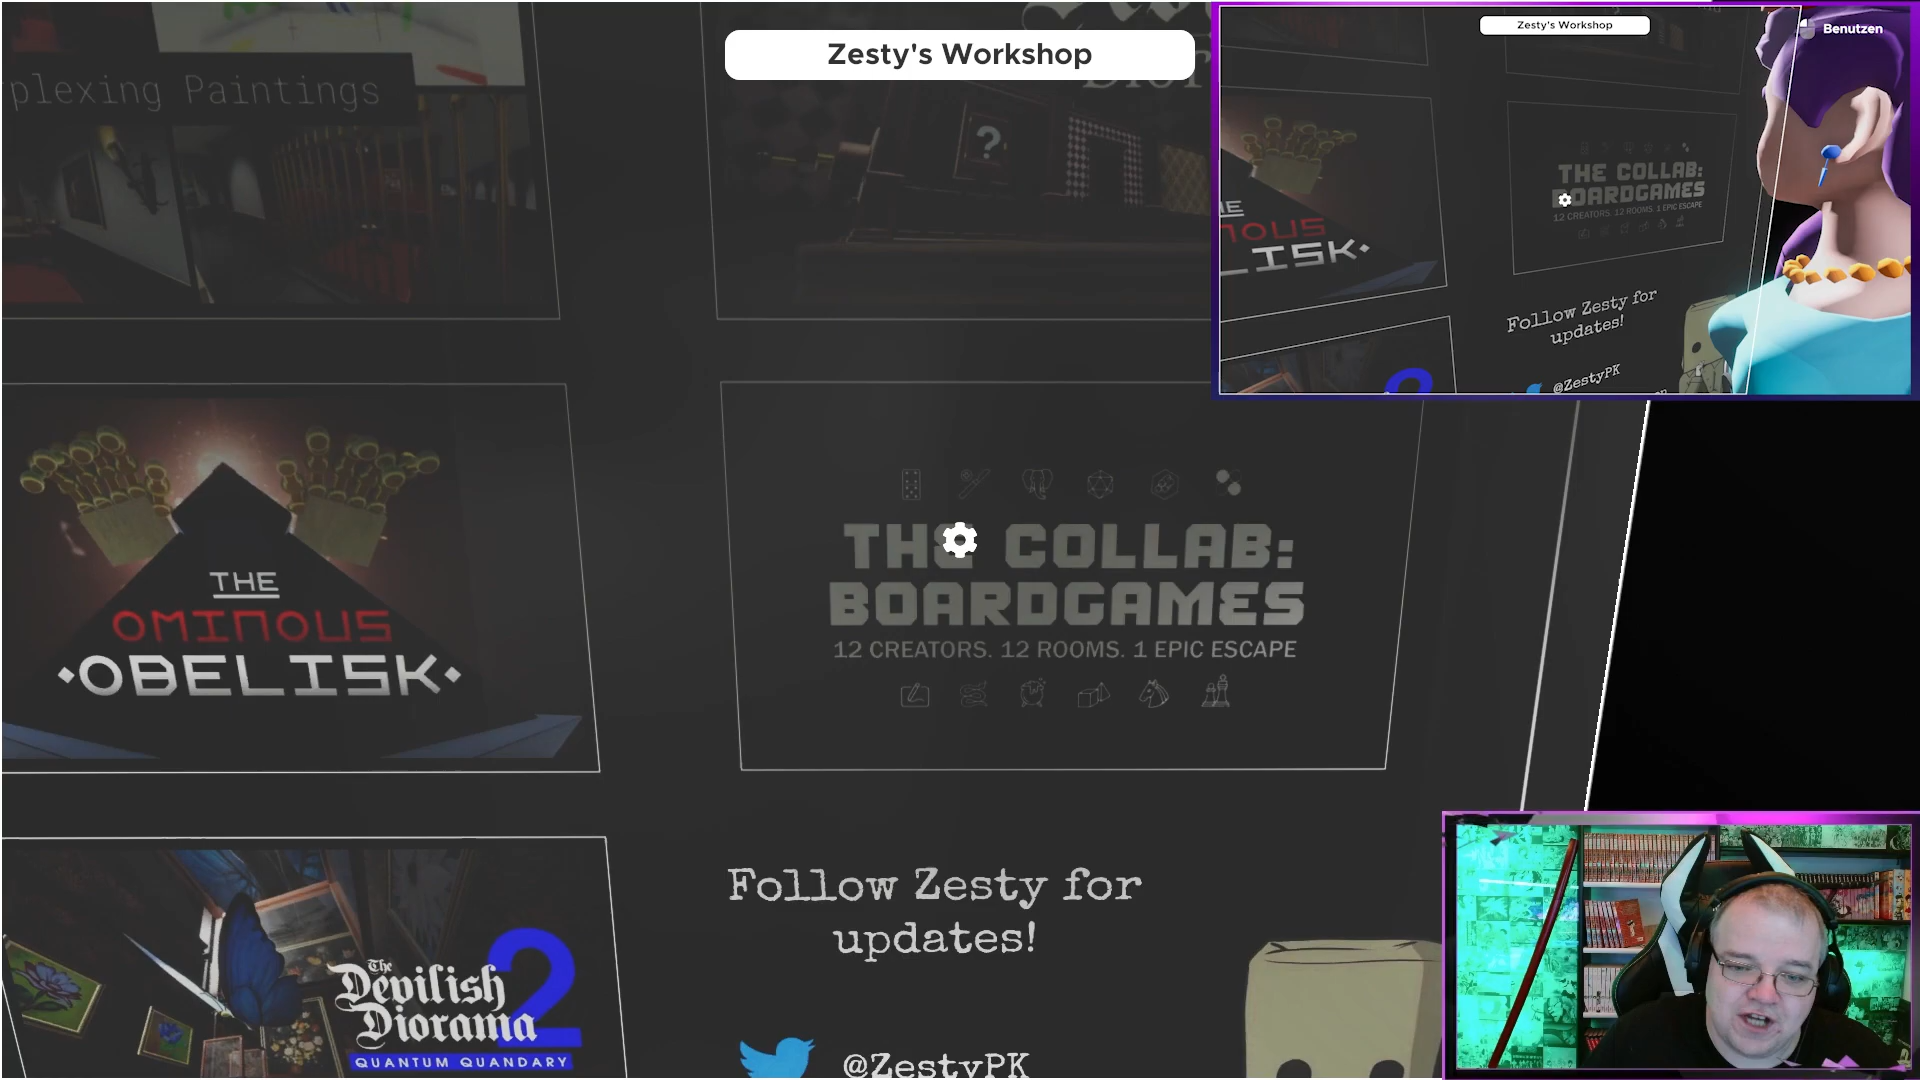 Zesty's Workshop
plexing Paintings
?
THE
OMINOUS
OBELISK
THE COLLAB:
BOARDGAMES
12 CREATORS. 12 ROOMS. 1 EPIC ESCAPE
The
Devilish
Diorama
2
QUANTUM QUANDARY
Follow Zesty for
updates!
@ZestyPK
Zesty's Workshop
Benutzen
THE COLLAB:
BOARDGAMES
12 CREATORS. 12 ROOMS. 1 EPIC ESCAPE
LISK
Follow Zesty for
updates!
@ZestyPK
2